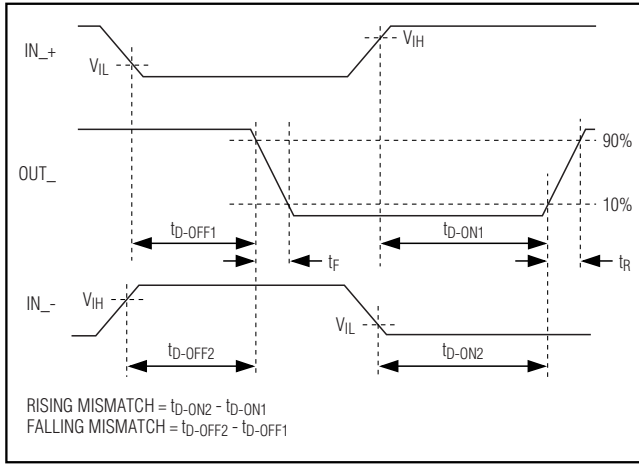 IN_+
VIL
VIH
OUT_
90%
10%
tD-OFF1
tF
tD-ON1
tR
IN_-
VIH
VIL
tD-OFF2
tD-ON2
RISING MISMATCH = tD-ON2 - tD-ON1
FALLING MISMATCH = tD-OFF2 - tD-OFF1